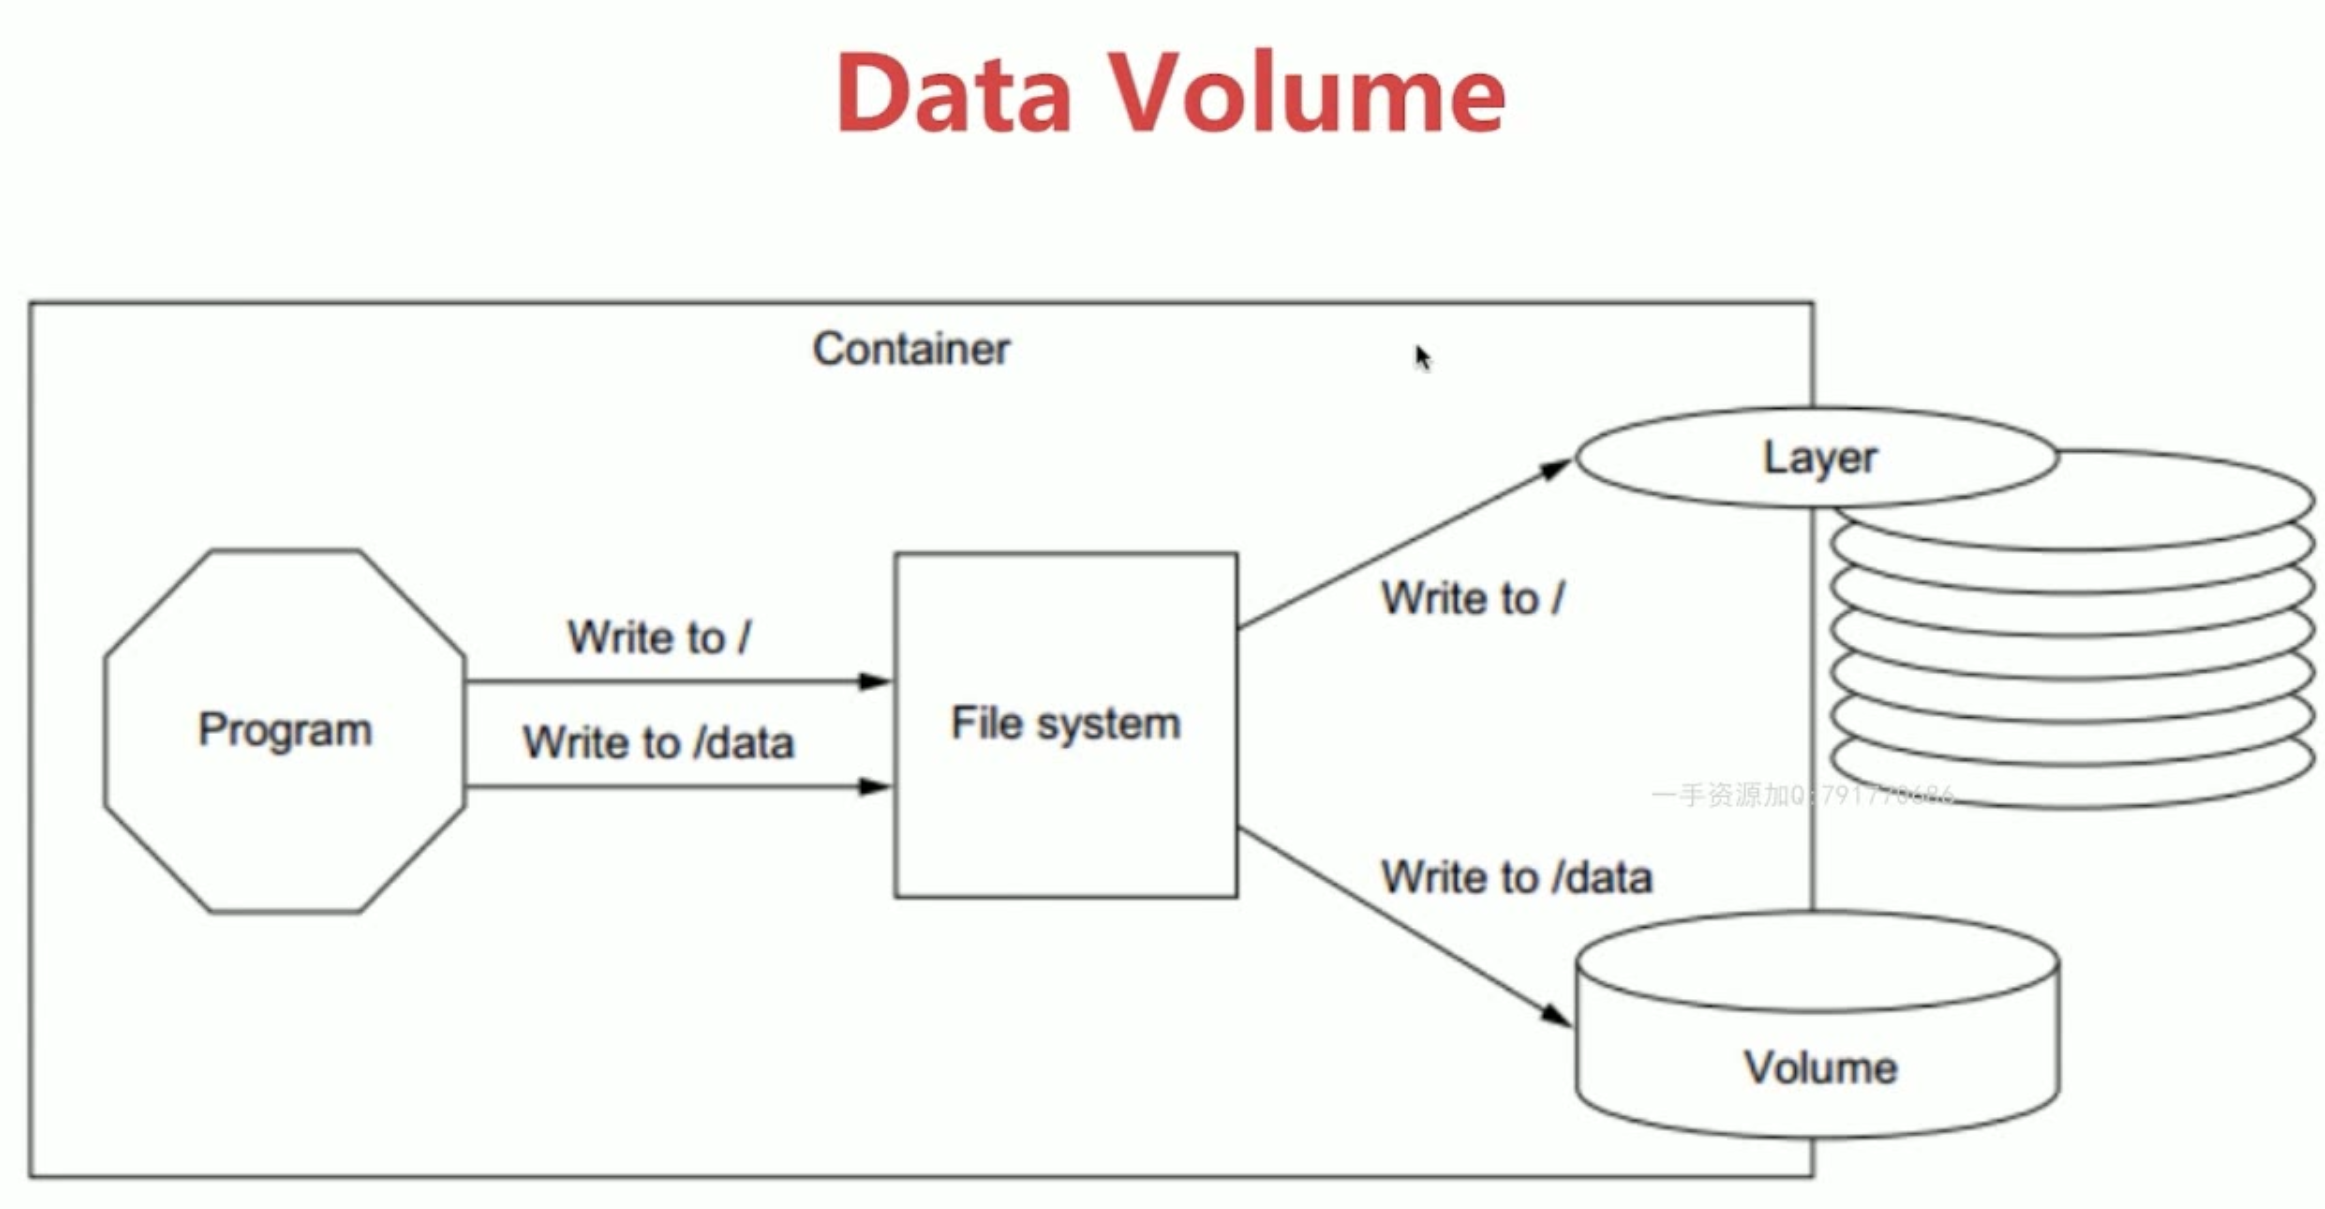 Data Volume
Container
Layer
Write to /
Write to /
Program
Write to /data
File system
一手资源加Q:791770686
Write to /data
Volume